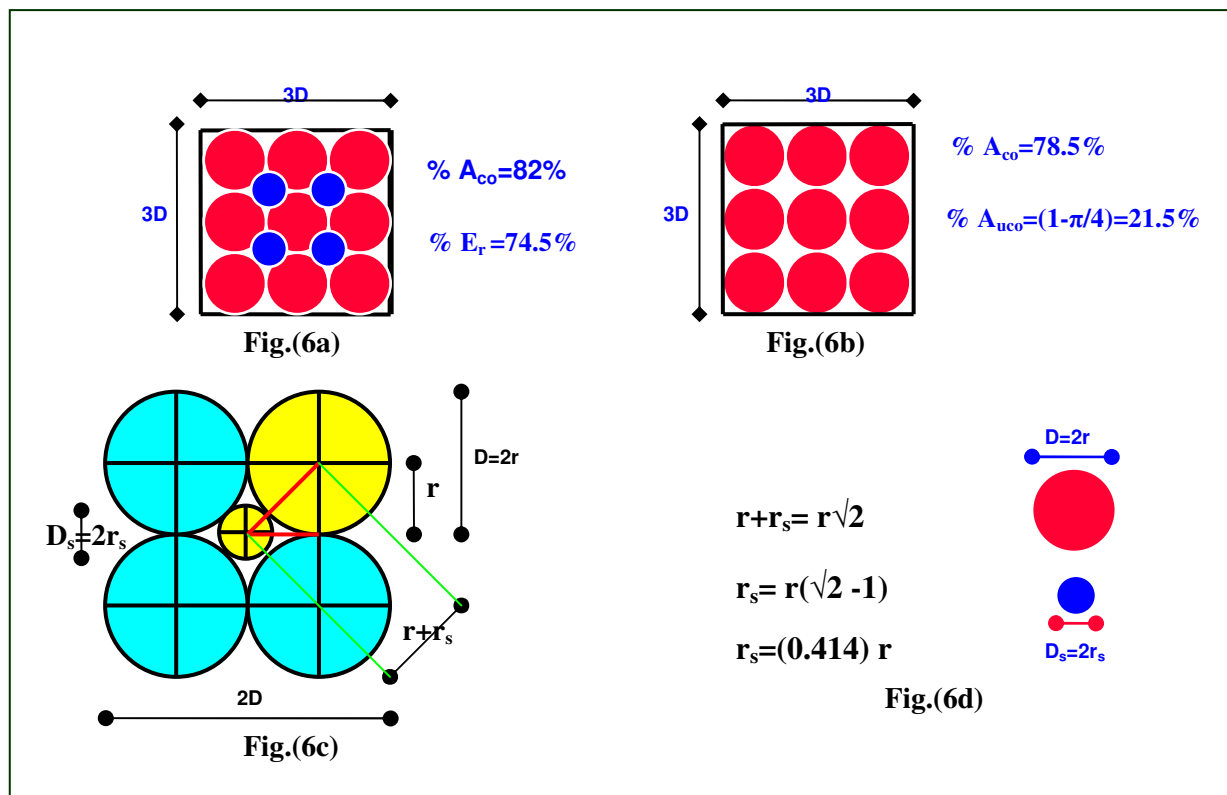 3D
3D
% Aco=82%
% Er =74.5%
Fig.(6a)
3D
3D
% Aco=78.5%
% Auco=(1-π/4)=21.5%
Fig.(6b)
D=2r
r
Ds=2rs
r+rs
2D
Fig.(6c)
r+rs= r√2
rs= r(√2 -1)
rs=(0.414) r
D=2r
Ds=2rs
Fig.(6d)